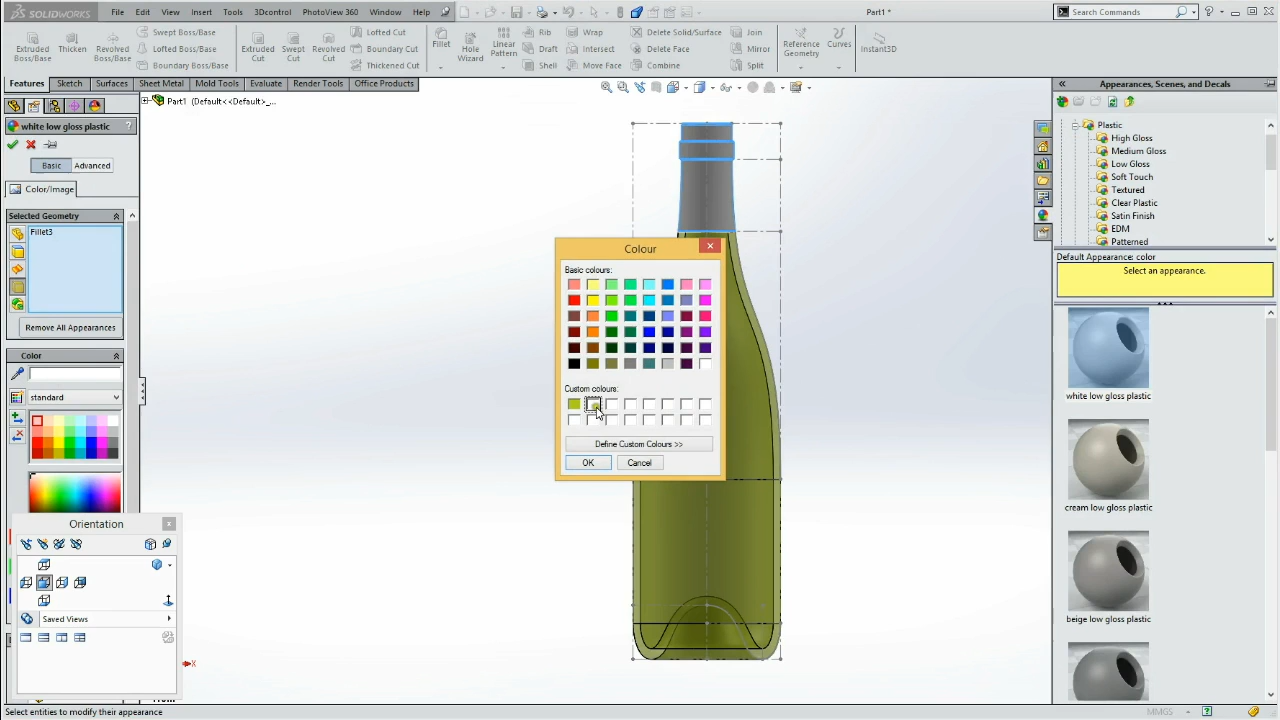 SOLIDWORKS File Edit View Insert Tools 3Dcontrol PhotoView 360 Window Help Part1 * Search Commands
Extruded Boss/Base
Thicken
Revolved Boss/Base
Swept Boss/Base
Lofted Boss/Base
Boundary Boss/Base
Extruded Cut
Swept Cut
Revolved Cut
Lofted Cut
Boundary Cut
Thickened Cut
Fillet
Hole Wizard
Linear Pattern
Rib
Draft
Shell
Wrap
Intersect
Move Face
Delete Solid/Surface
Delete Face
Combine
Join
Mirror
Split
Reference Geometry
Curves
Instant3D
Features Sketch Surfaces Sheet Metal Mold Tools Evaluate Render Tools Office Products
Part1 (Default<<Default>_...
white low gloss plastic ?
Basic Advanced
Color/Image
Selected Geometry
Fillet3
Remove All Appearances
Color
standard
Orientation
Saved Views
X
Colour
Basic colours:
Custom colours:
Define Custom Colours >>
OK Cancel
Appearances, Scenes, and Decals
Plastic
High Gloss
Medium Gloss
Low Gloss
Soft Touch
Textured
Clear Plastic
Satin Finish
EDM
Patterned
Default Appearance: color
Select an appearance.
white low gloss plastic
cream low gloss plastic
beige low gloss plastic
Select entities to modify their appearance
MMGS